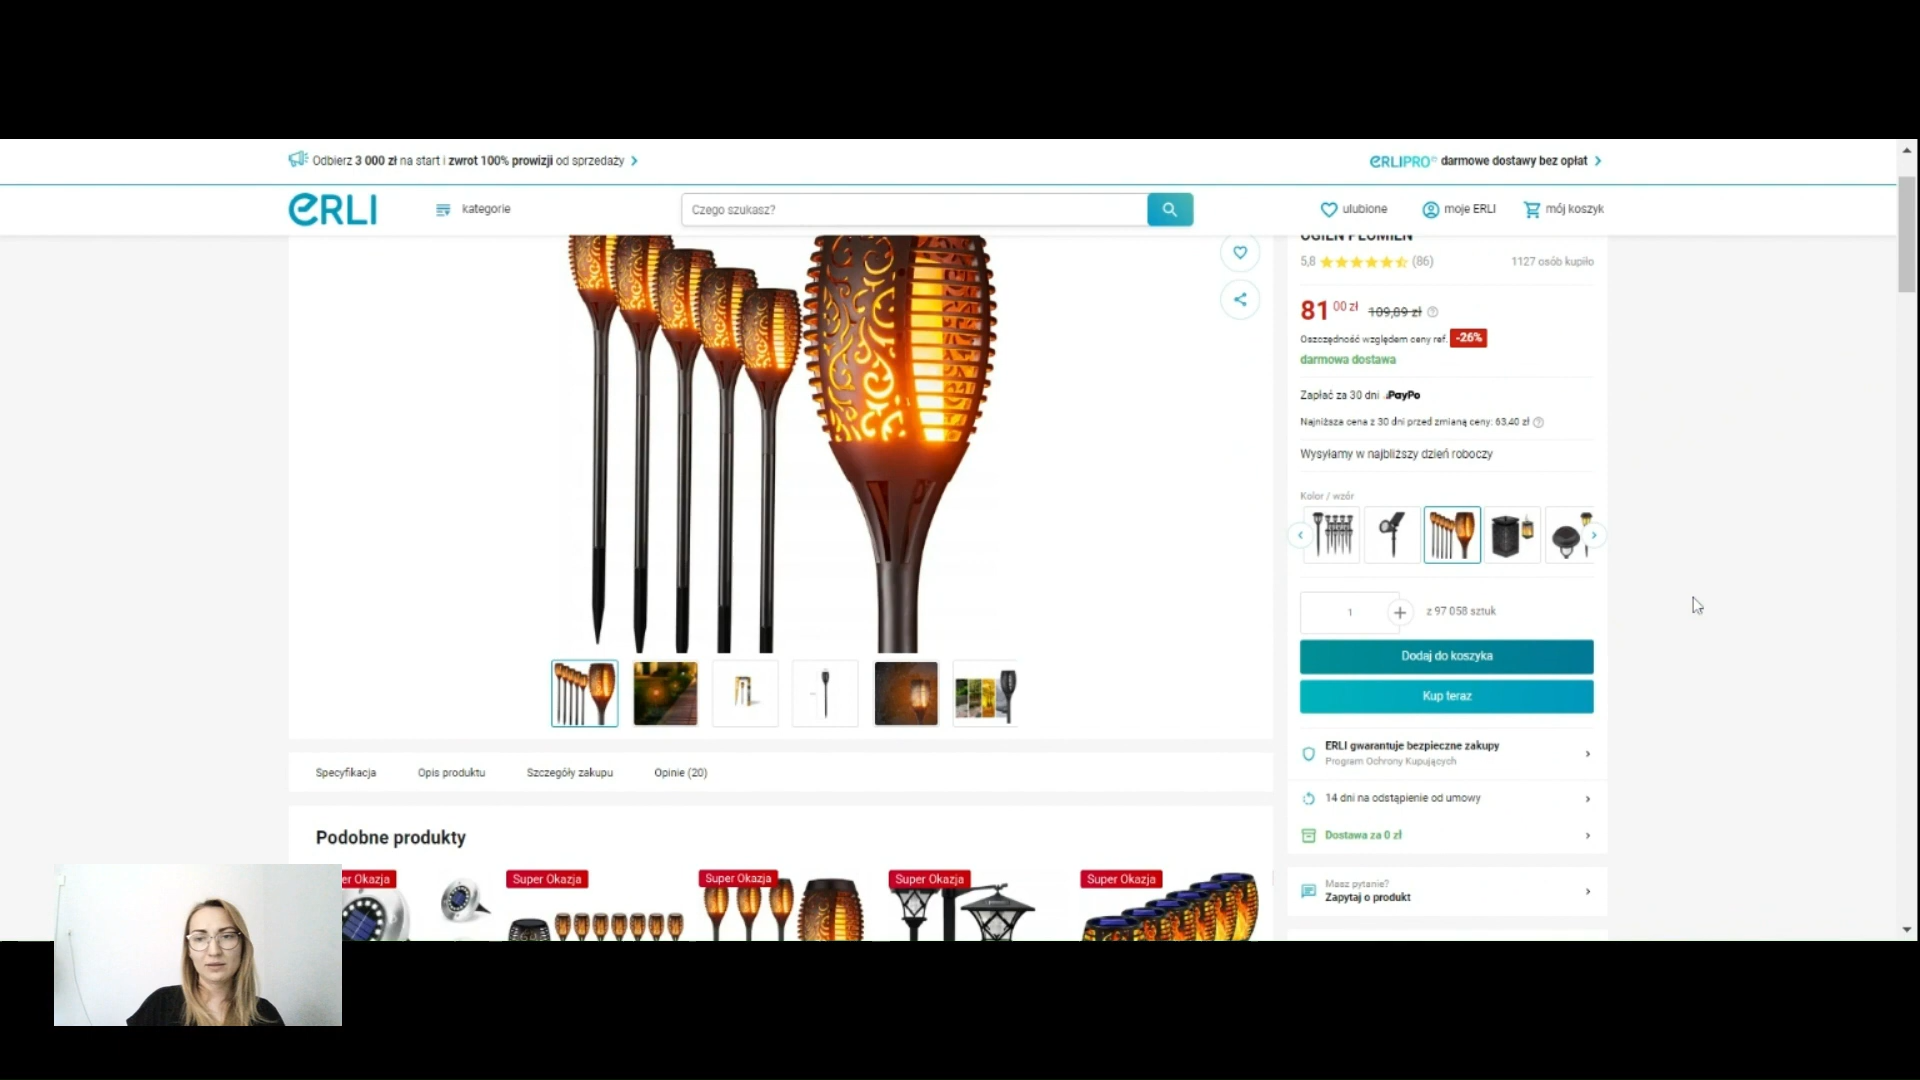 Odbierz 3 000 zł na start i zwrot 100% prowizji od sprzedaży
ERLIPRO darmowe dostawy bez opłat
ERLI
kategorie
Czego szukasz?
ulubione
moje ERLI
mój koszyk
OGIEŃ PŁOMIEŃ
5,8 (86)
1127 osób kupiło
81 00 zł 109,89 zł
Oszczędność względem ceny ref. -26%
darmowa dostawa
Zapłać za 30 dni PayPo
Najniższa cena z 30 dni przed zmianą ceny: 63,40 zł
Wysyłamy w najbliższy dzień roboczy
Kolor / wzór
1
z 97 058 sztuk
Dodaj do koszyka
Kup teraz
ERLI gwarantuje bezpieczne zakupy
Program Ochrony Kupujących
14 dni na odstąpienie od umowy
Dostawa za 0 zł
Masz pytanie?
Zapytaj o produkt
Specyfikacja
Opis produktu
Szczegóły zakupu
Opinie (20)
Podobne produkty
er Okazja
Super Okazja
Super Okazja
Super Okazja
Super Okazja